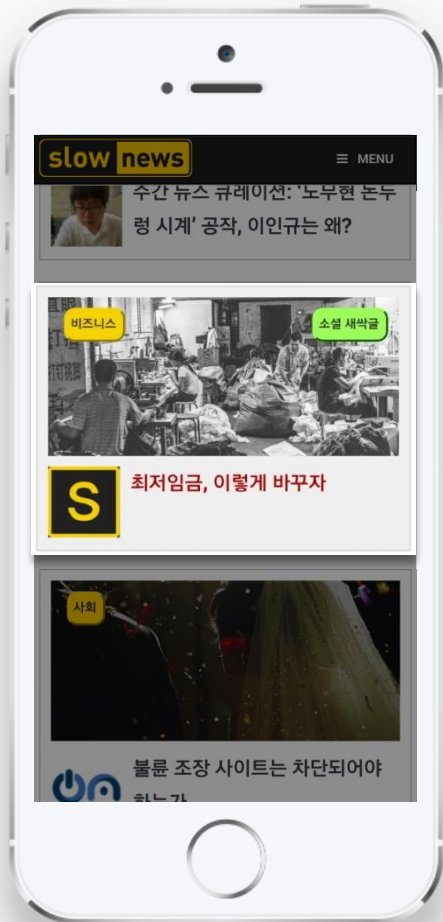 slow news
≡ MENU
주간 뉴스 큐레이션: ‘노무현 논두
렁 시계’ 공작, 이인규는 왜?
비즈니스
소셜 새싹글
S
최저임금, 이렇게 바꾸자
사회
불륜 조장 사이트는 차단되어야
하는가